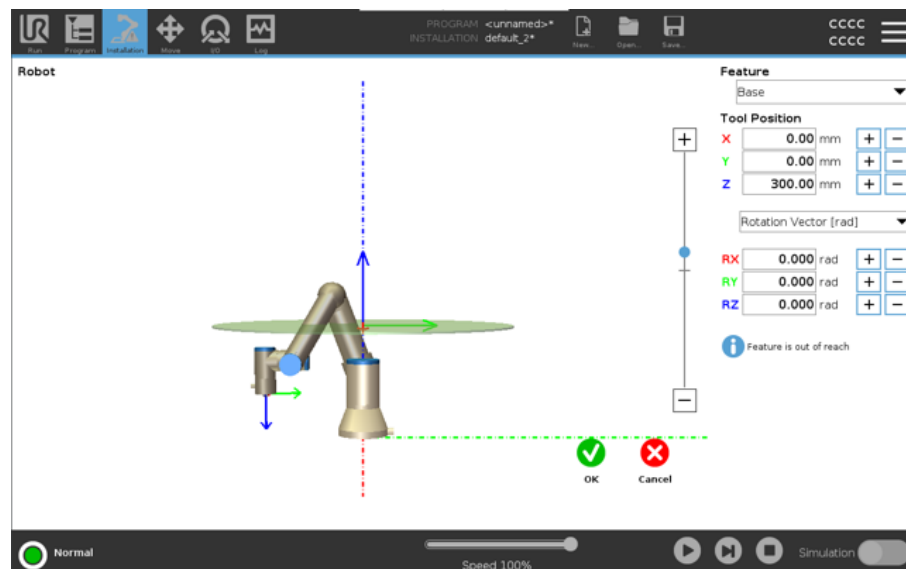 UR
PROGRAM <unnamed>*
INSTALLATION default_2*
Run
Program
Installation
Move
I/O
Log
New...
Open...
Save...
CCCC
CCCC
Robot
Feature
Base
Tool Position
X 0.00 mm + −
Y 0.00 mm + −
Z 300.00 mm + −
Rotation Vector [rad]
RX 0.000 rad + −
RY 0.000 rad + −
RZ 0.000 rad + −
i Feature is out of reach
+
−
OK
Cancel
Normal
Speed 100%
Simulation